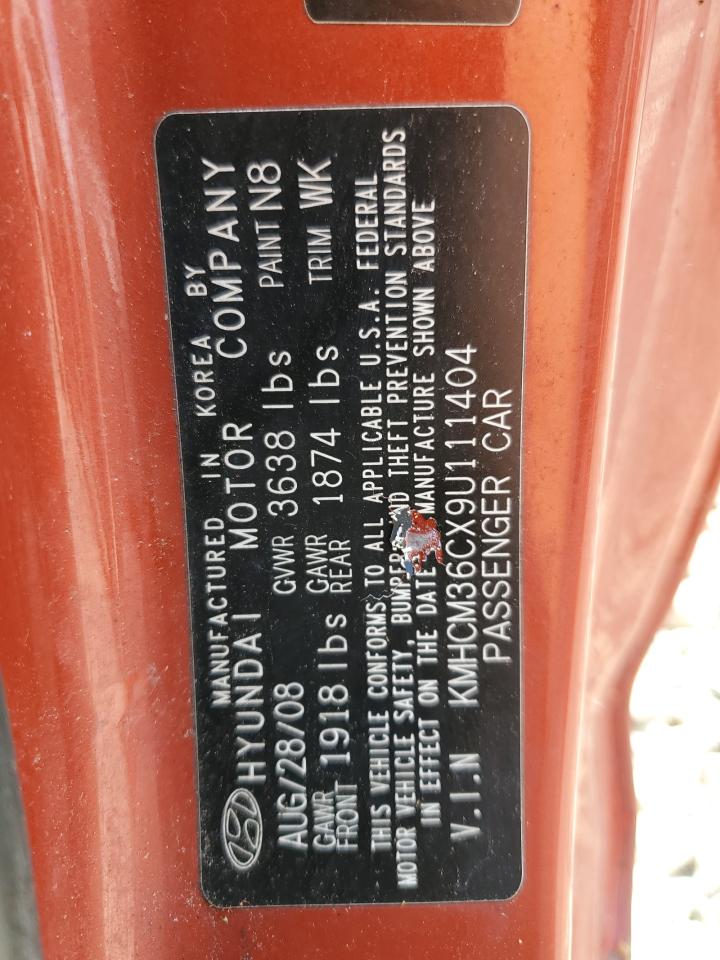 MANUFACTURED IN KOREA BY
HYUNDAI MOTOR COMPANY
AUG/28/08 GVWR 3638 lbs PAINT N8
GAWR FRONT 1918 lbs GAWR REAR 1874 lbs TRIM WK
THIS VEHICLE CONFORMS TO ALL APPLICABLE U.S.A. FEDERAL
MOTOR VEHICLE SAFETY, BUMPER THEFT PREVENTION STANDARDS
IN EFFECT ON THE DATE MANUFACTURE SHOWN ABOVE
V.I.N KMHCM36CX9U111404
PASSENGER CAR